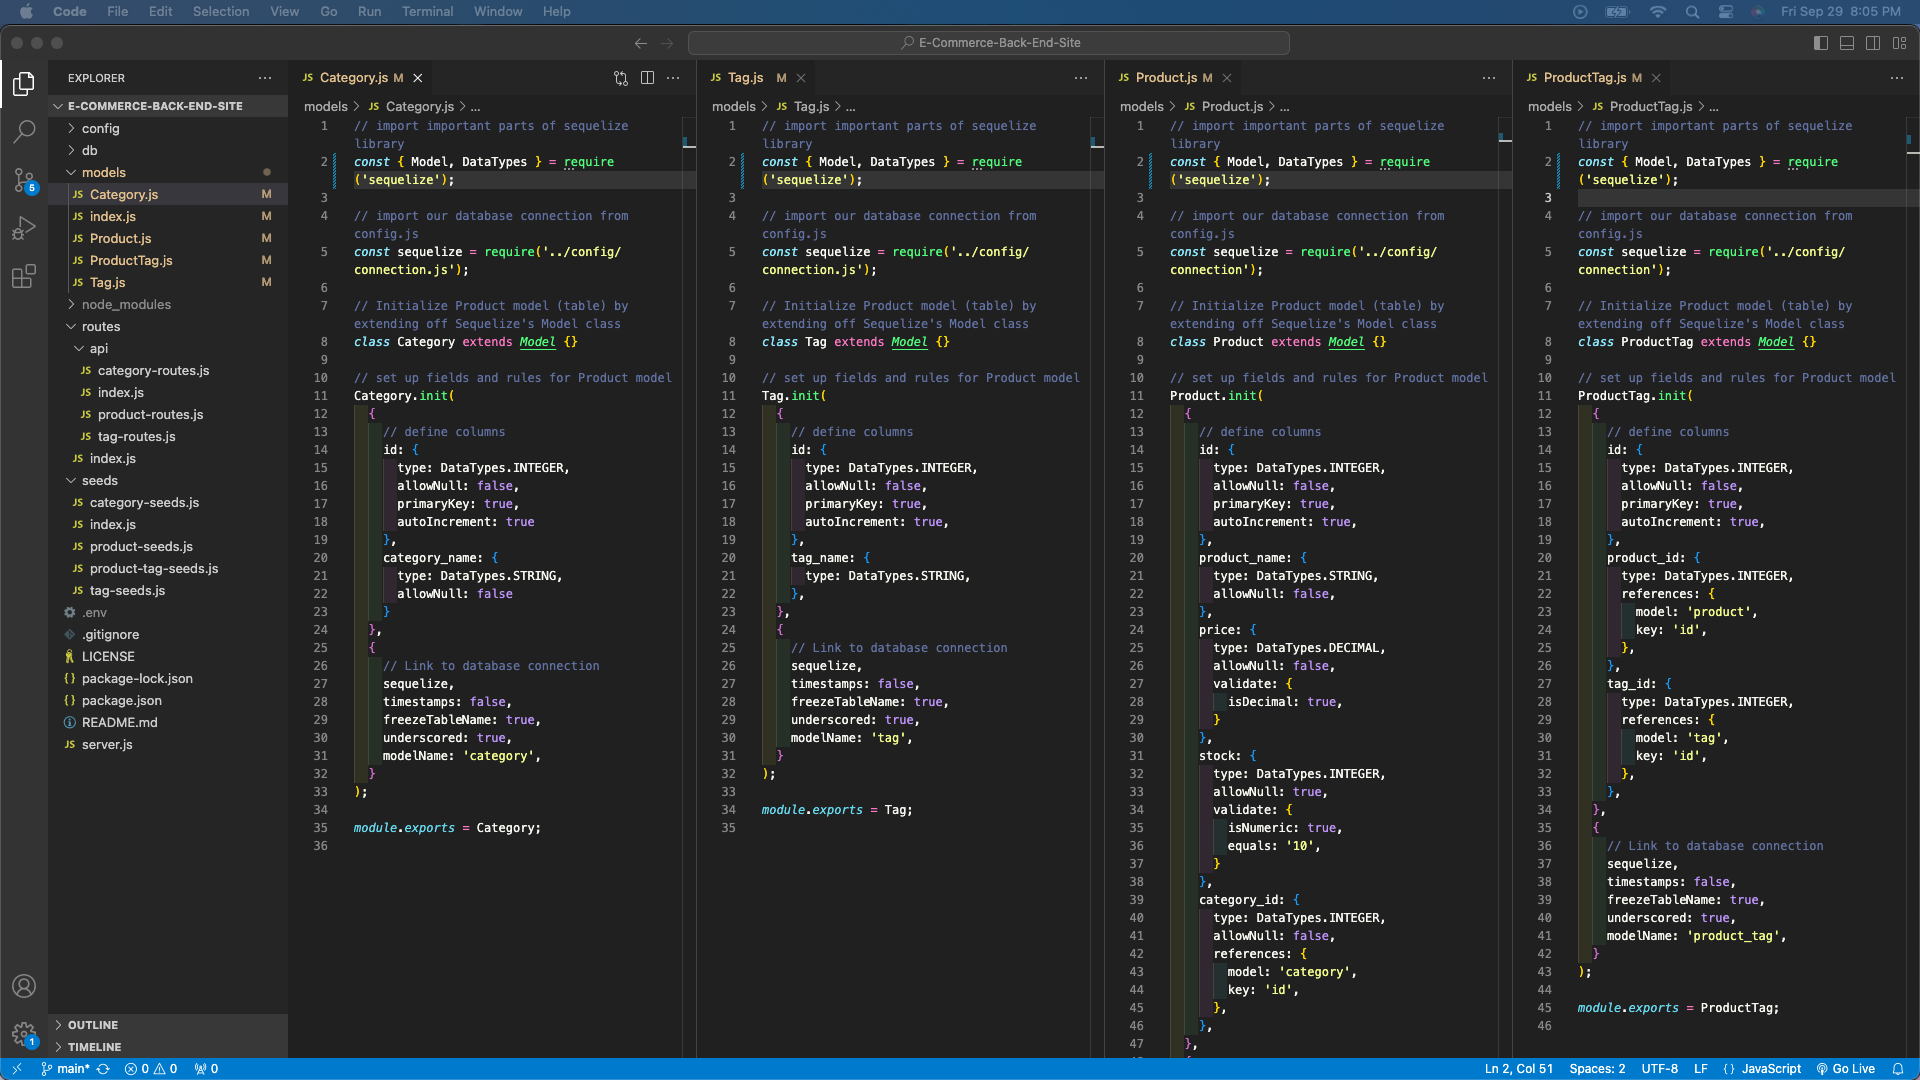 Code File Edit Selection View Go Run Terminal Window Help
Fri Sep 29 8:05 PM
E-Commerce-Back-End-Site
EXPLORER
E-COMMERCE-BACK-END-SITE
config
db
models
JS Category.js M
JS index.js M
JS Product.js M
JS ProductTag.js M
JS Tag.js M
node_modules
routes
api
JS category-routes.js
JS index.js
JS product-routes.js
JS tag-routes.js
JS index.js
seeds
JS category-seeds.js
JS index.js
JS product-seeds.js
JS product-tag-seeds.js
JS tag-seeds.js
.env
.gitignore
LICENSE
{} package-lock.json
{} package.json
README.md
JS server.js
OUTLINE
TIMELINE
5
1
JS Category.js M
models > JS Category.js > ...
1 // import important parts of sequelize
library
2 const { Model, DataTypes } = require
('sequelize');
3
4 // import our database connection from
config.js
5 const sequelize = require('../config/
connection.js');
6
7 // Initialize Product model (table) by
extending off Sequelize's Model class
8 class Category extends Model {}
9
10 // set up fields and rules for Product model
11 Category.init(
12 {
13 // define columns
14 id: {
15 type: DataTypes.INTEGER,
16 allowNull: false,
17 primaryKey: true,
18 autoIncrement: true
19 },
20 category_name: {
21 type: DataTypes.STRING,
22 allowNull: false
23 }
24 },
25 {
26 // Link to database connection
27 sequelize,
28 timestamps: false,
29 freezeTableName: true,
30 underscored: true,
31 modelName: 'category',
32 }
33 );
34
35 module.exports = Category;
36
JS Tag.js M
models > JS Tag.js > ...
1 // import important parts of sequelize
library
2 const { Model, DataTypes } = require
('sequelize');
3
4 // import our database connection from
config.js
5 const sequelize = require('../config/
connection.js');
6
7 // Initialize Product model (table) by
extending off Sequelize's Model class
8 class Tag extends Model {}
9
10 // set up fields and rules for Product model
11 Tag.init(
12 {
13 // define columns
14 id: {
15 type: DataTypes.INTEGER,
16 allowNull: false,
17 primaryKey: true,
18 autoIncrement: true,
19 },
20 tag_name: {
21 type: DataTypes.STRING,
22 },
23 },
24 {
25 // Link to database connection
26 sequelize,
27 timestamps: false,
28 freezeTableName: true,
29 underscored: true,
30 modelName: 'tag',
31 }
32 );
33
34 module.exports = Tag;
35
JS Product.js M
models > JS Product.js > ...
1 // import important parts of sequelize
library
2 const { Model, DataTypes } = require
('sequelize');
3
4 // import our database connection from
config.js
5 const sequelize = require('../config/
connection');
6
7 // Initialize Product model (table) by
extending off Sequelize's Model class
8 class Product extends Model {}
9
10 // set up fields and rules for Product model
11 Product.init(
12 {
13 // define columns
14 id: {
15 type: DataTypes.INTEGER,
16 allowNull: false,
17 primaryKey: true,
18 autoIncrement: true,
19 },
20 product_name: {
21 type: DataTypes.STRING,
22 allowNull: false,
23 },
24 price: {
25 type: DataTypes.DECIMAL,
26 allowNull: false,
27 validate: {
28 isDecimal: true,
29 }
30 },
31 stock: {
32 type: DataTypes.INTEGER,
33 allowNull: true,
34 validate: {
35 isNumeric: true,
36 equals: '10',
37 }
38 },
39 category_id: {
40 type: DataTypes.INTEGER,
41 allowNull: false,
42 references: {
43 model: 'category',
44 key: 'id',
45 },
46 },
47 },
JS ProductTag.js M
models > JS ProductTag.js > ...
1 // import important parts of sequelize
library
2 const { Model, DataTypes } = require
('sequelize');
3
4 // import our database connection from
config.js
5 const sequelize = require('../config/
connection');
6
7 // Initialize Product model (table) by
extending off Sequelize's Model class
8 class ProductTag extends Model {}
9
10 // set up fields and rules for Product model
11 ProductTag.init(
12 {
13 // define columns
14 id: {
15 type: DataTypes.INTEGER,
16 allowNull: false,
17 primaryKey: true,
18 autoIncrement: true,
19 },
20 product_id: {
21 type: DataTypes.INTEGER,
22 references: {
23 model: 'product',
24 key: 'id',
25 },
26 },
27 tag_id: {
28 type: DataTypes.INTEGER,
29 references: {
30 model: 'tag',
31 key: 'id',
32 },
33 },
34 },
35 {
36 // Link to database connection
37 sequelize,
38 timestamps: false,
39 freezeTableName: true,
40 underscored: true,
41 modelName: 'product_tag',
42 }
43 );
44
45 module.exports = ProductTag;
46
main* 0 0 0
Ln 2, Col 51 Spaces: 2 UTF-8 LF {} JavaScript Go Live